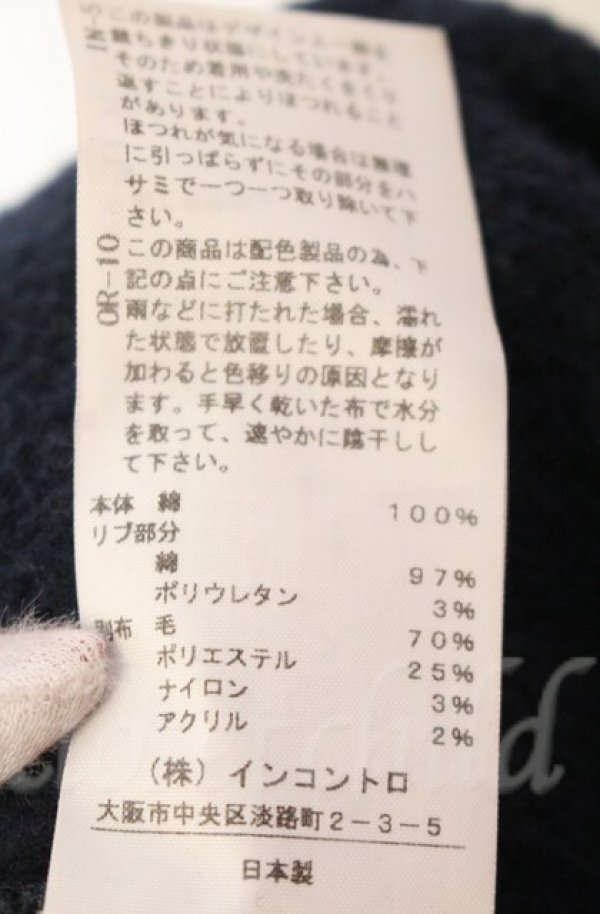 IN-5
この製品はデザイン上一部を
裁ちきり状態にしています。
そのため着用や洗たくをくり
返すことによりほつれること
があります。
ほつれが気になる場合は無理
に引っぱらずにその部分をハ
サミで一つ一つ取り除いて下
さい。
OR-10
この商品は配色製品の為、下
記の点にご注意下さい。
雨などに打たれた場合、濡れ
た状態で放置したり、摩擦が
加わると色移りの原因となり
ます。手早く乾いた布で水分
を取って、速やかに陰干しし
て下さい。
本体 綿 100%
リブ部分
綿 97%
ポリウレタン 3%
別布 毛 70%
ポリエステル 25%
ナイロン 3%
アクリル 2%
(株)インコントロ
大阪市中央区淡路町2-3-5
日本製